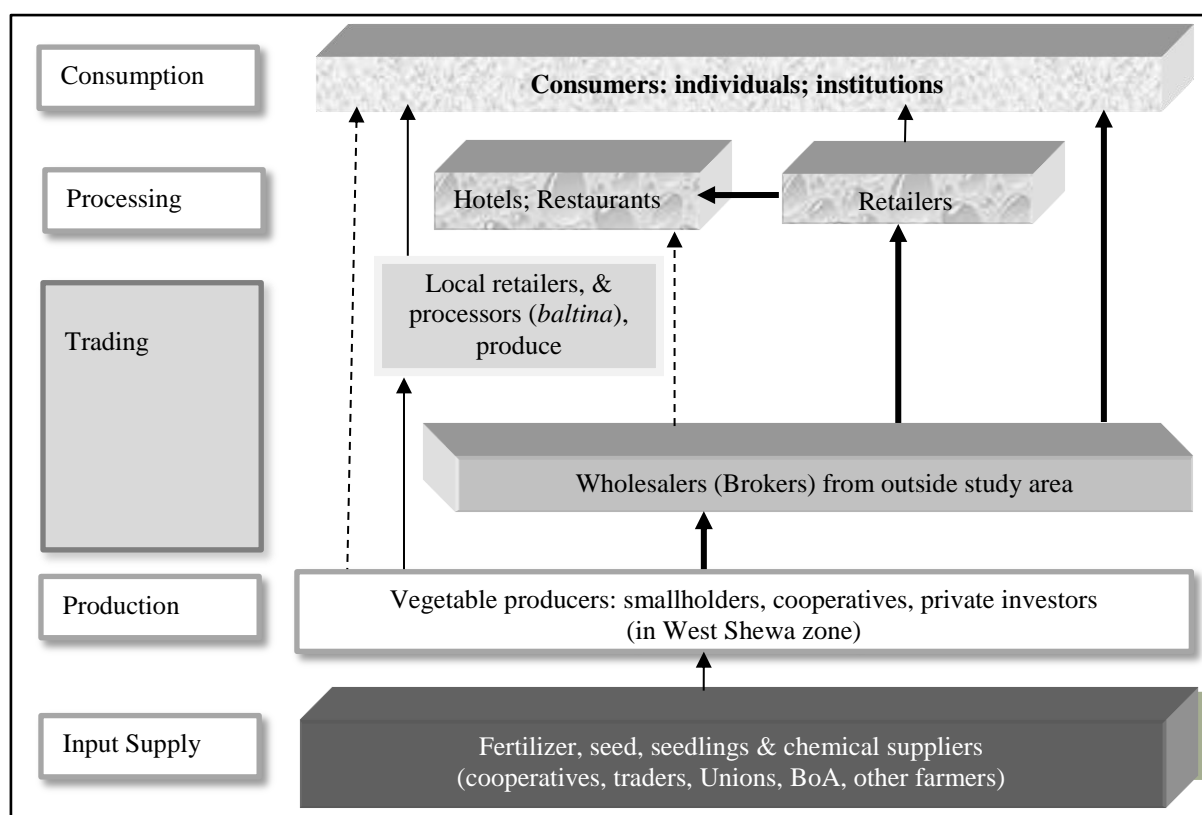 Consumption
Consumers: individuals; institutions
Processing
Hotels; Restaurants
Retailers
Trading
Local retailers, &
processors (baltina),
produce
Wholesalers (Brokers) from outside study area
Production
Vegetable producers: smallholders, cooperatives, private investors
(in West Shewa zone)
Input Supply
Fertilizer, seed, seedlings & chemical suppliers
(cooperatives, traders, Unions, BoA, other farmers)